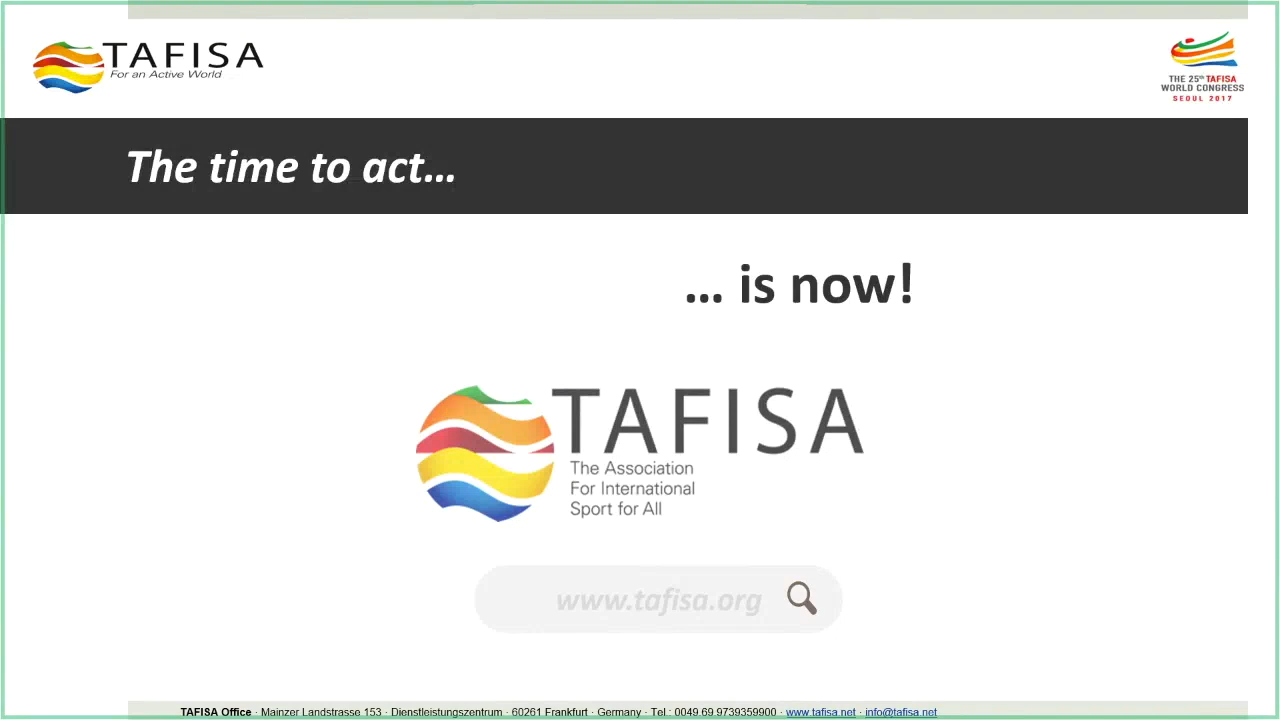 TAFISA
For an Active World
THE 25th TAFISA
WORLD CONGRESS
SEOUL 2017
The time to act…
… is now!
TAFISA
The Association
For International
Sport for All
www.tafisa.org
TAFISA Office · Mainzer Landstrasse 153 · Dienstleistungszentrum · 60261 Frankfurt · Germany · Tel.: 0049.69.9739359900 · www.tafisa.net · info@tafisa.net